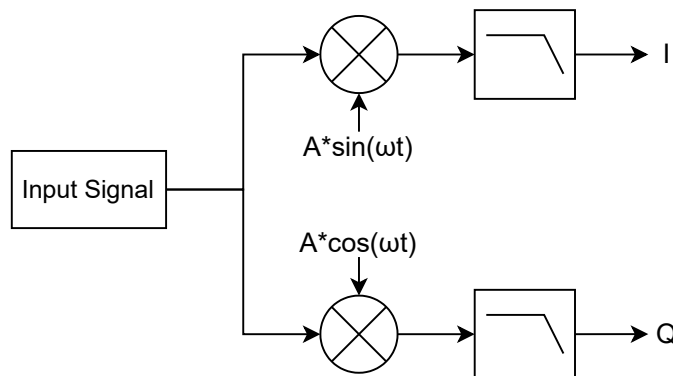 I
A*sin(ωt)
Input Signal
A*cos(ωt)
Q